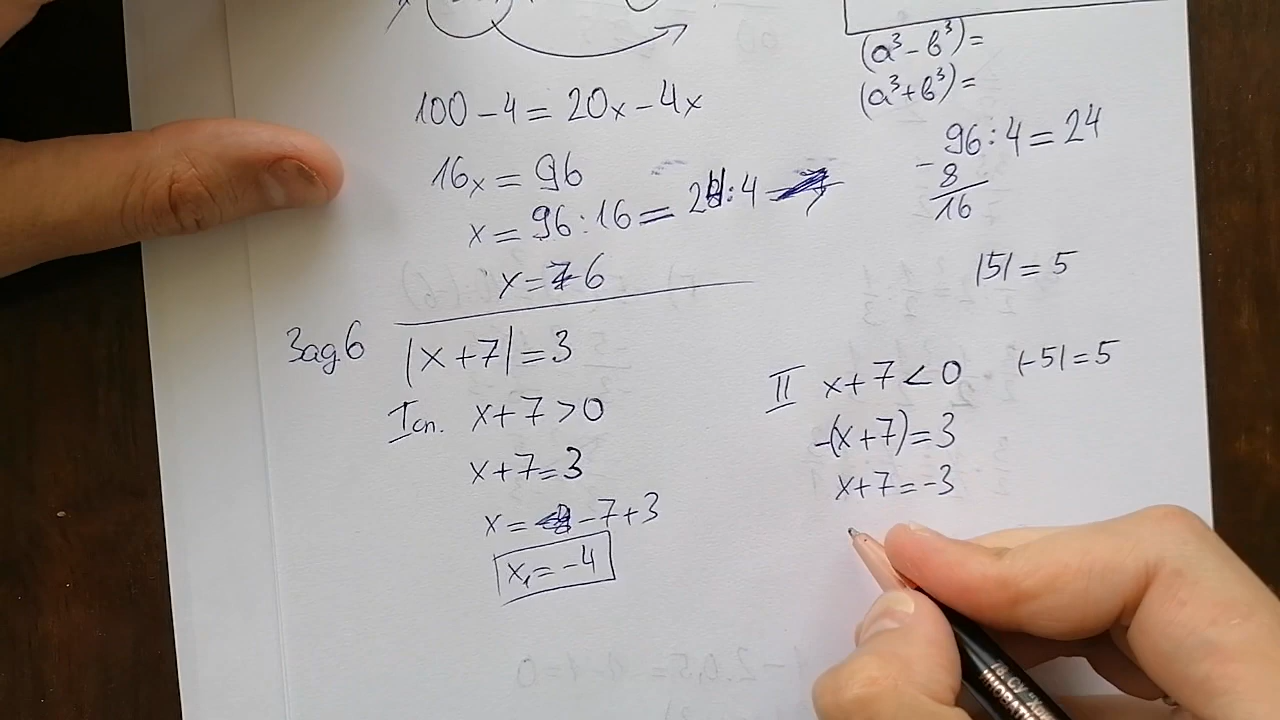 100 - 4 = 20x - 4x
16x = 96
x = 96 : 16 = : 4
x = 6
Зад.6 |x + 7| = 3
I сл. x + 7 > 0
x + 7 = 3
x = - 7 + 3
x₁ = - 4
(a³ - b³) =
(a³ + b³) =
96 : 4 = 24
- 8
16
|5| = 5
|-5| = 5
II x + 7 < 0
-(x + 7) = 3
x + 7 = - 3